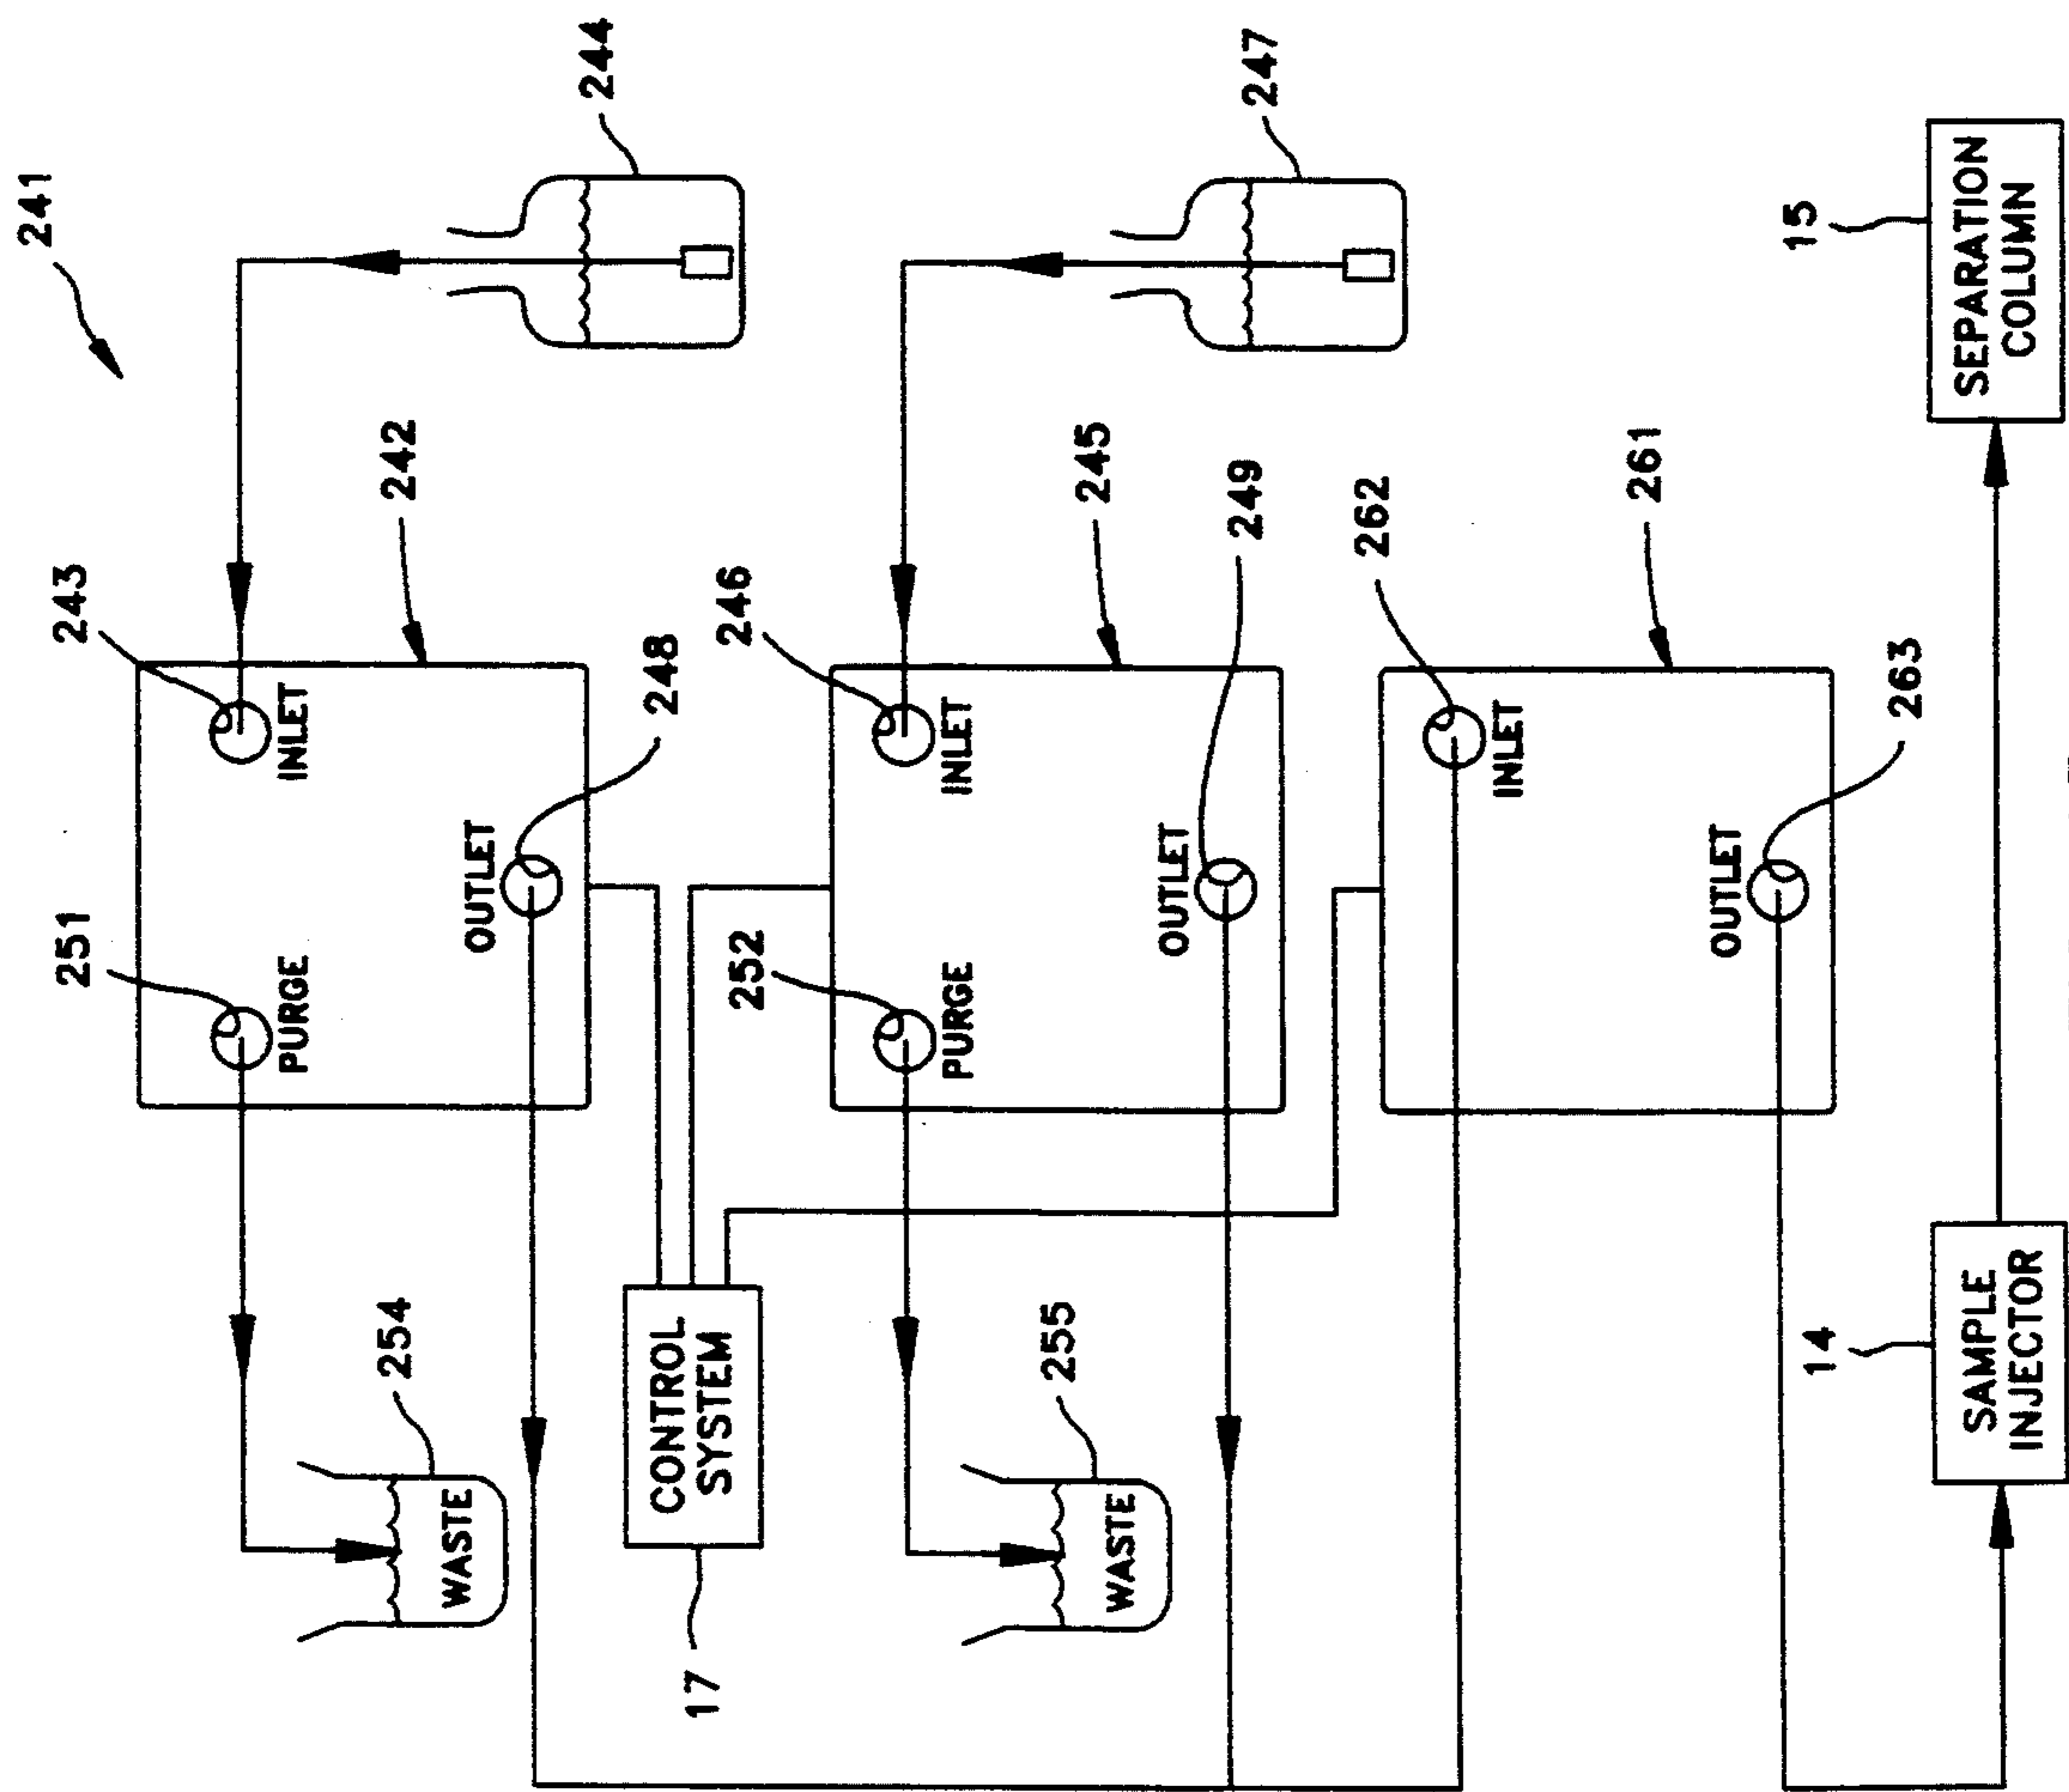 241
244
247
243
242
INLET
251
PURGE
OUTLET
248
254
WASTE
246
245
INLET
252
PURGE
OUTLET
249
255
WASTE
17
CONTROL
SYSTEM
262
261
INLET
OUTLET
263
14
SAMPLE
INJECTOR
15
SEPARATION
COLUMN